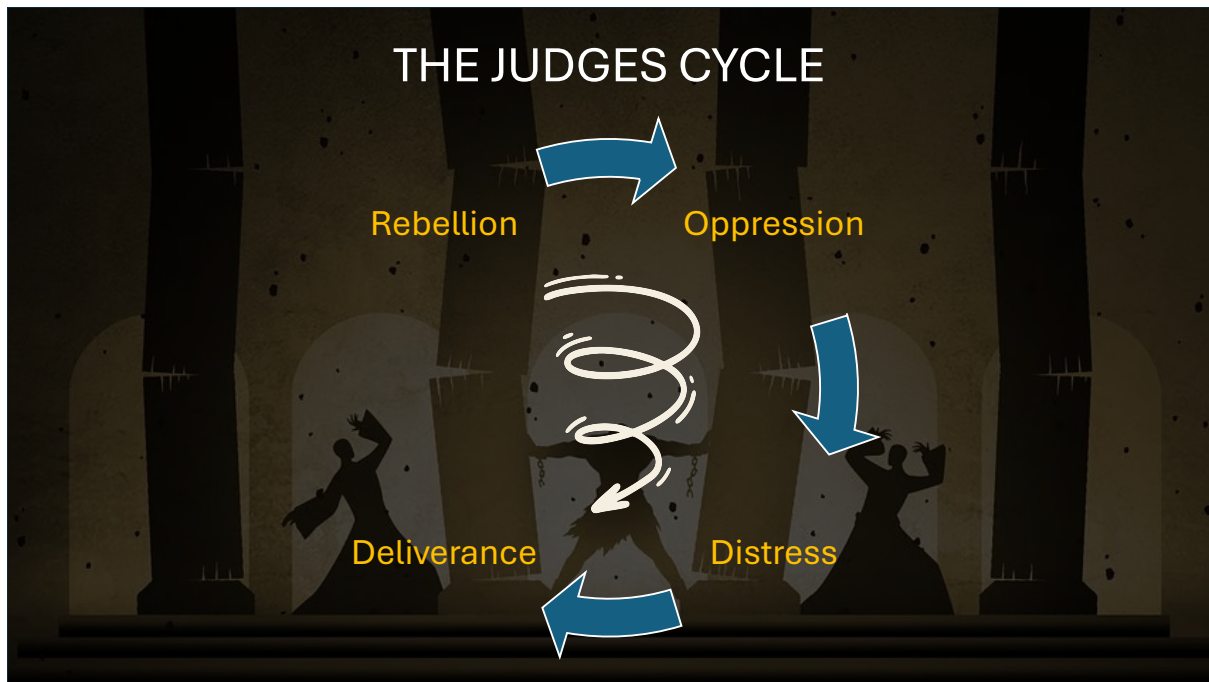 THE JUDGES CYCLE
Rebellion
Oppression
Deliverance
Distress